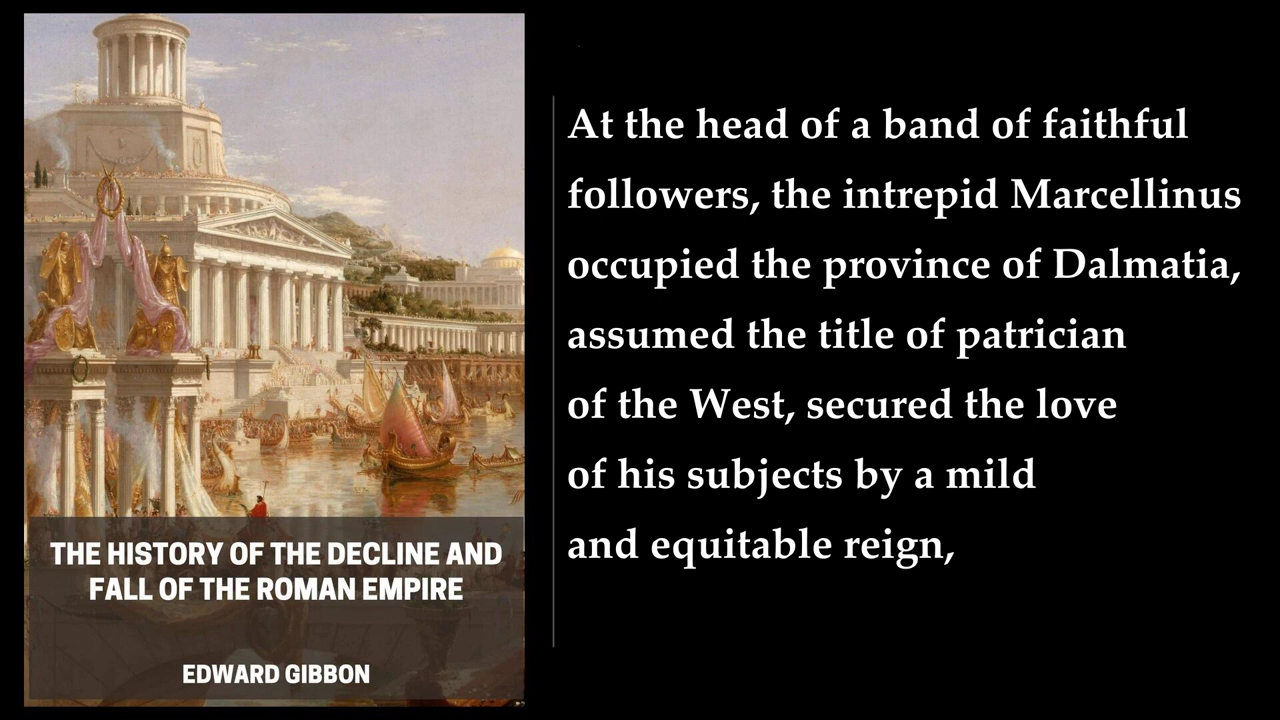 THE HISTORY OF THE DECLINE AND
FALL OF THE ROMAN EMPIRE
EDWARD GIBBON
At the head of a band of faithful
followers, the intrepid Marcellinus
occupied the province of Dalmatia,
assumed the title of patrician
of the West, secured the love
of his subjects by a mild
and equitable reign,